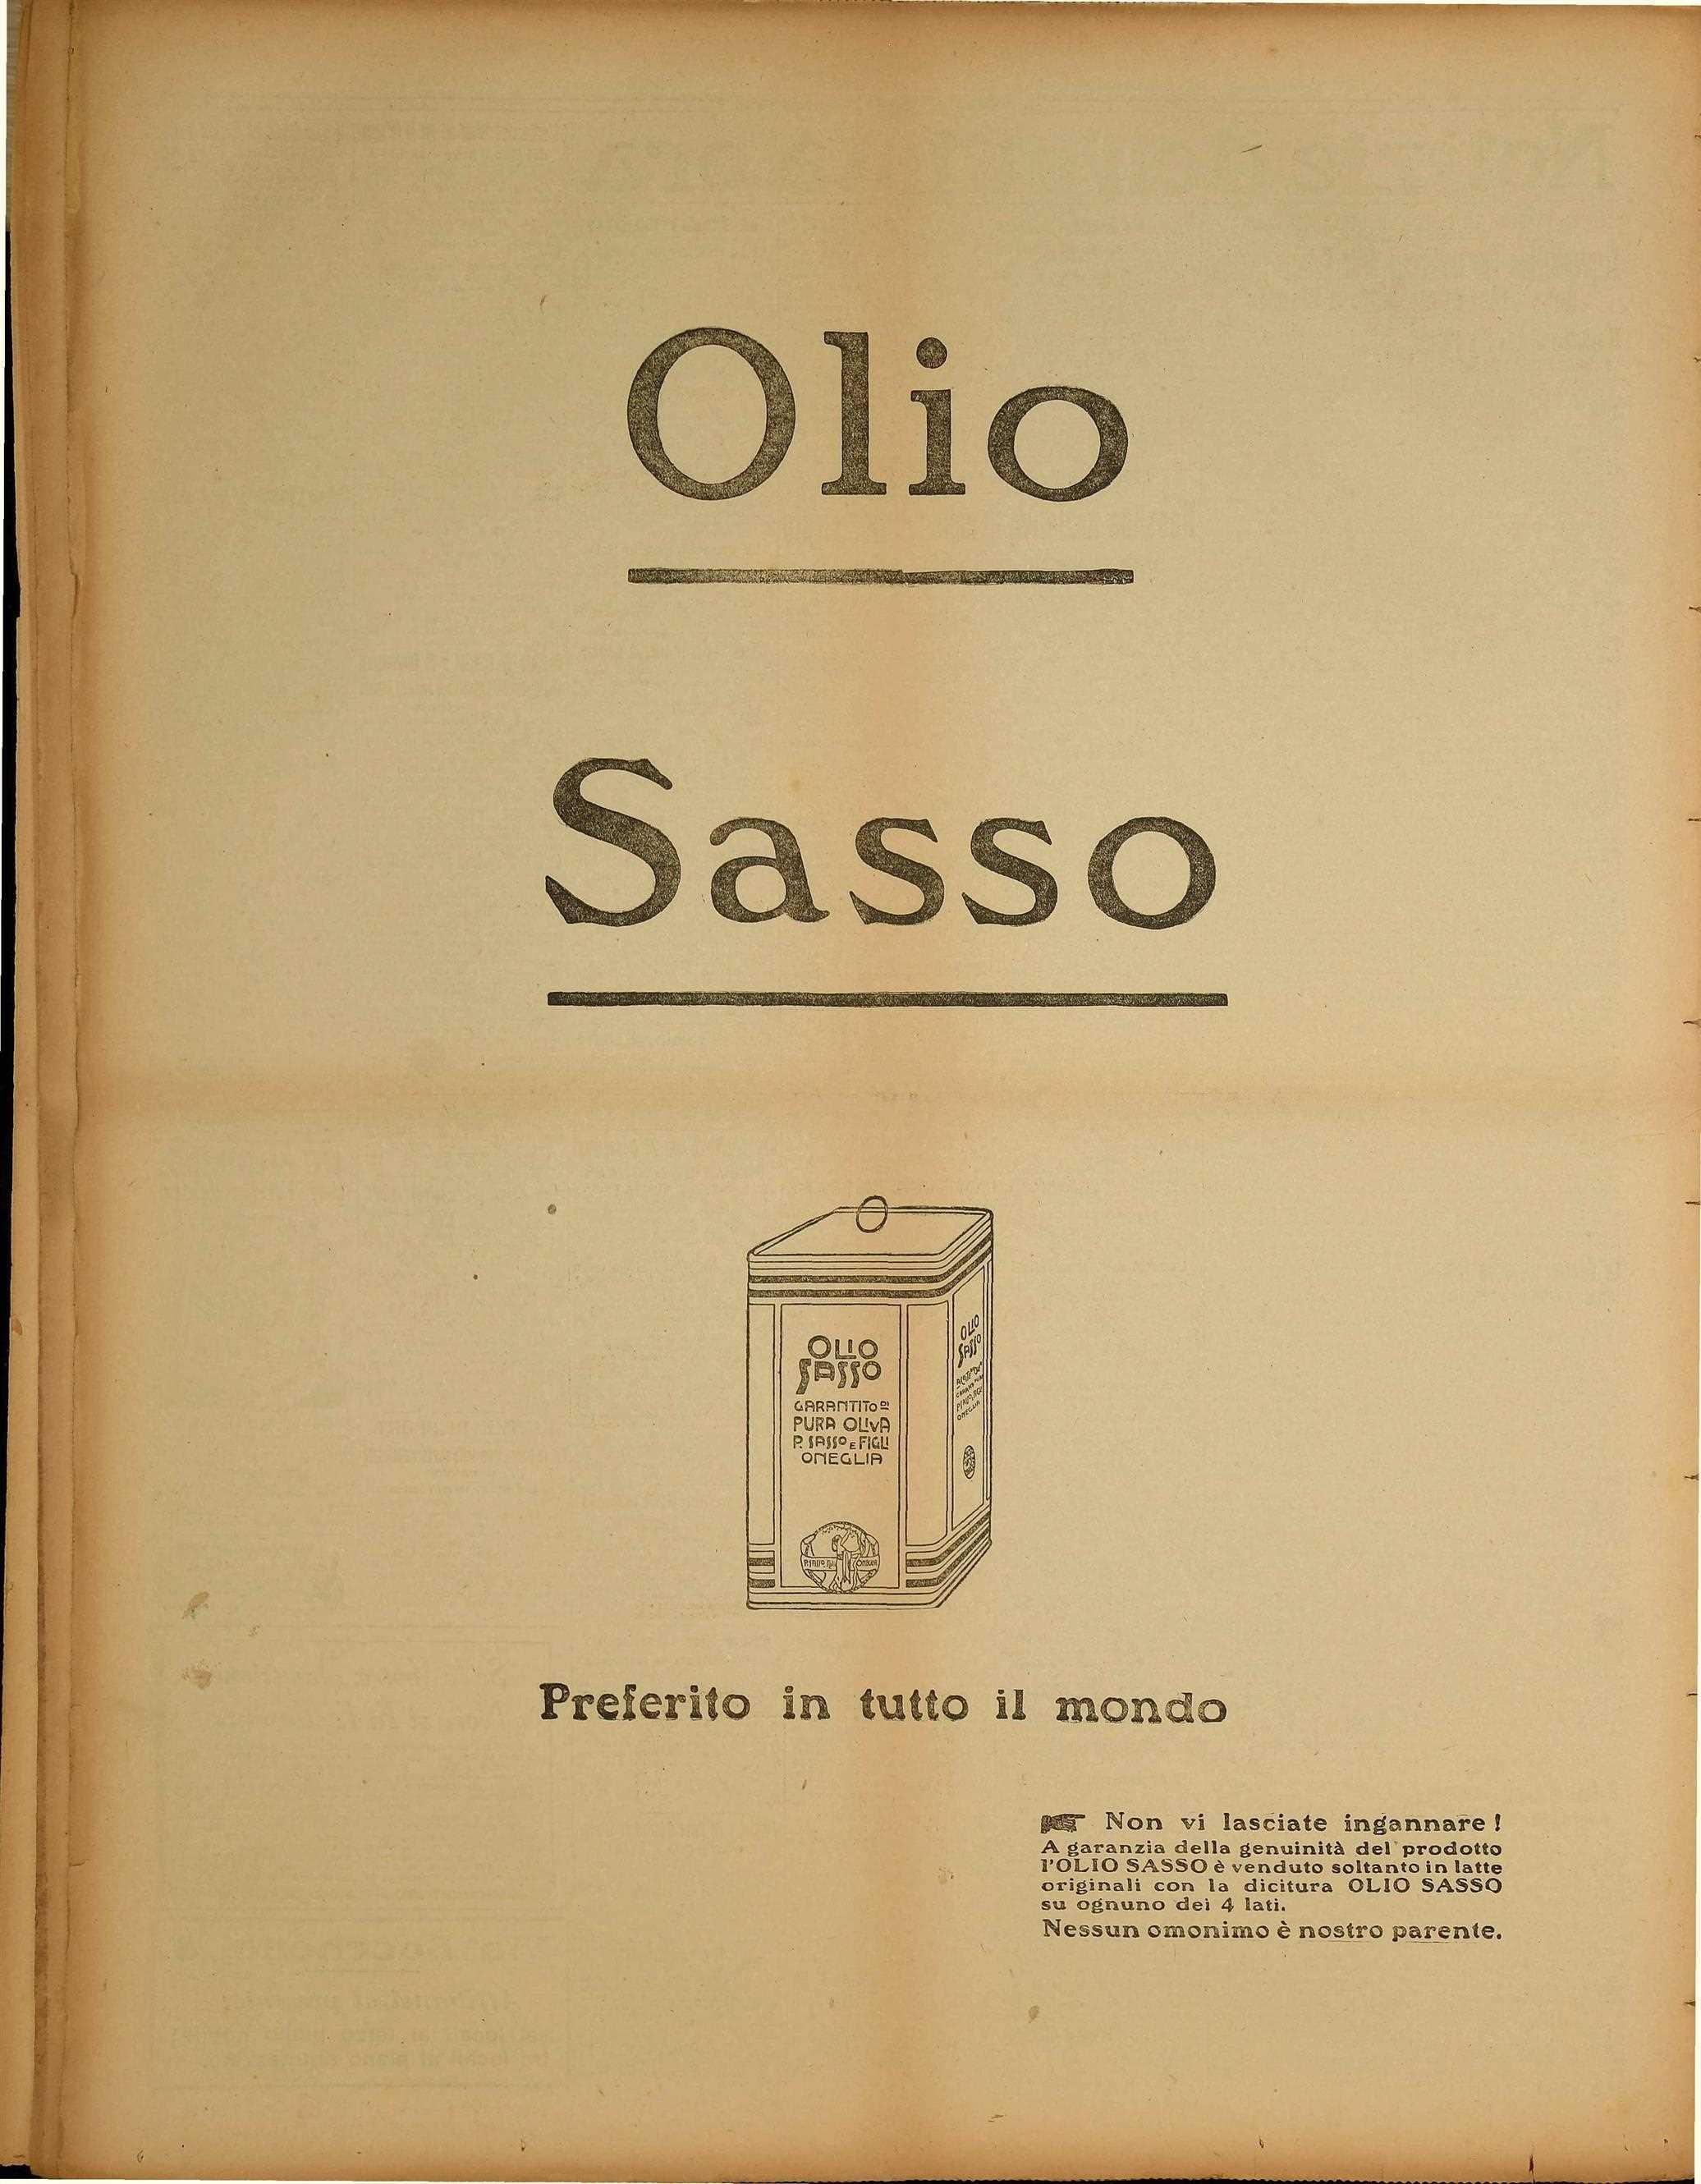 Olio
Sasso
OLIO
SASSO
GARANTITO DI
PURA OLIVA
P. SASSO E FIGLI
ONEGLIA
OLIO
SASSO
ONEGLIA
Preferito in tutto il mondo
☛ Non vi lasciate ingannare!
A garanzia della genuinità del prodotto
l'OLIO SASSO è venduto soltanto in latte
originali con la dicitura OLIO SASSO
su ognuno dei 4 lati.
Nessun omonimo è nostro parente.